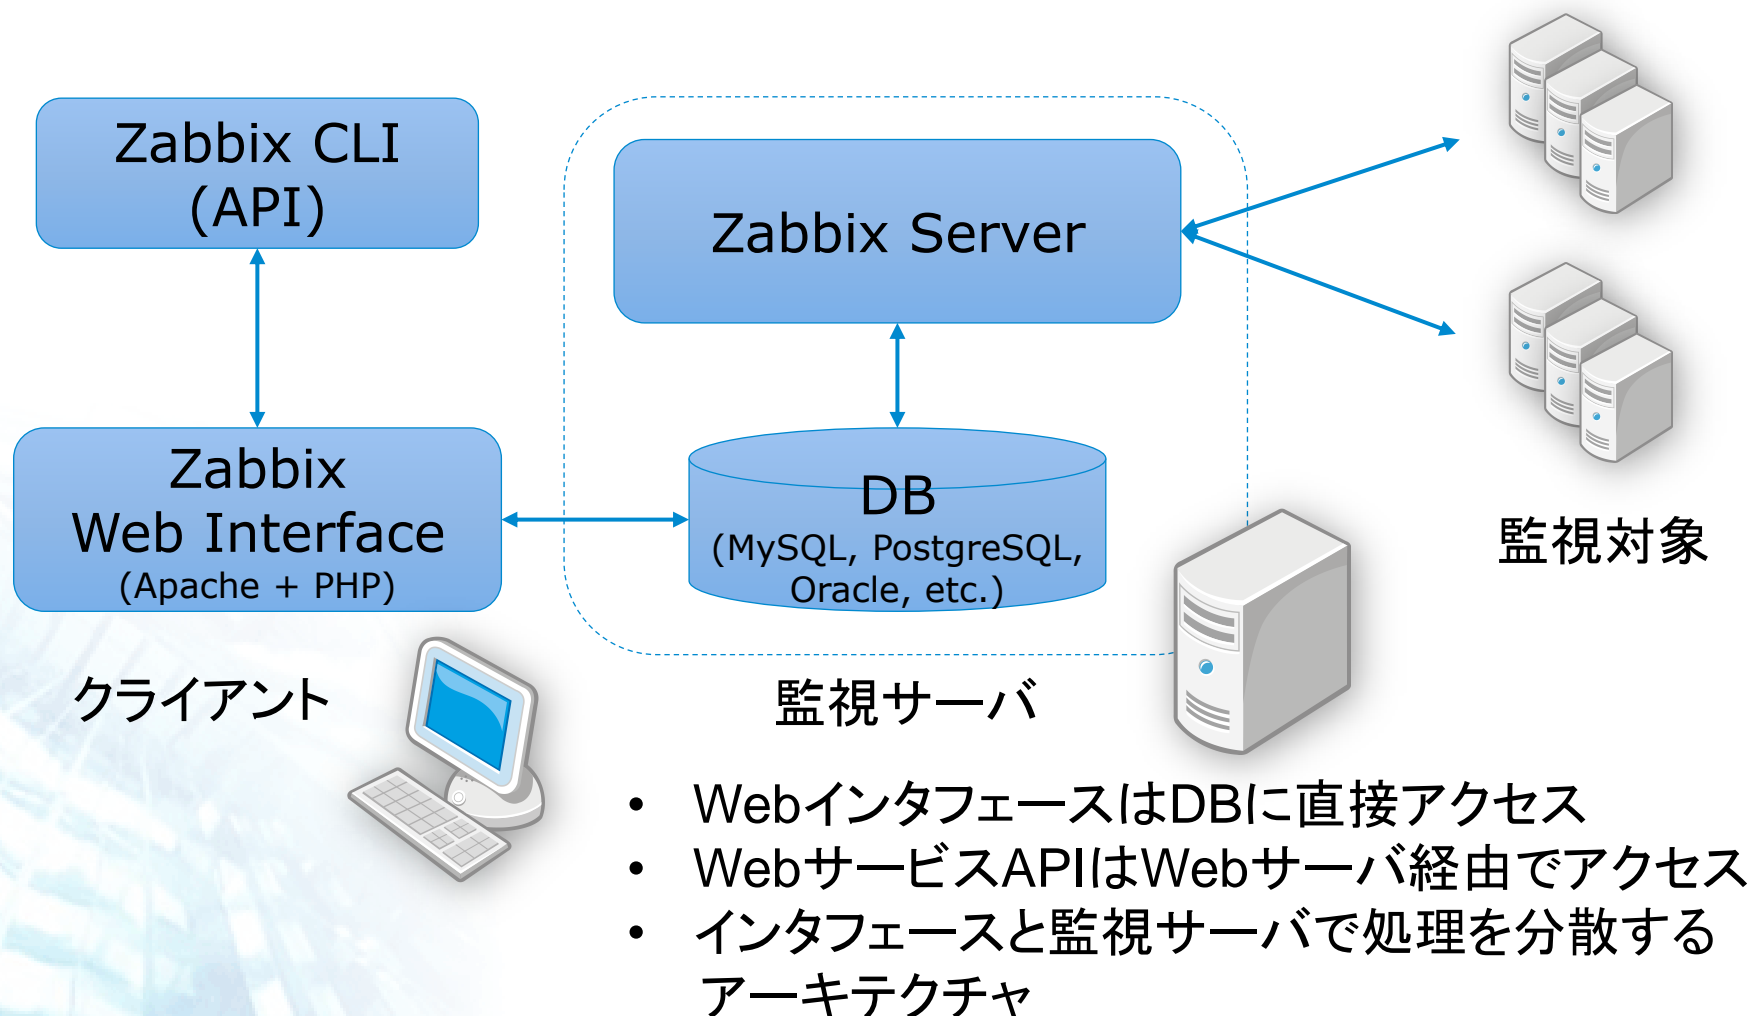 Zabbix CLI
(API)
Zabbix Server
Zabbix
Web Interface
(Apache + PHP)
DB
(MySQL, PostgreSQL,
Oracle, etc.)
監視対象
クライアント
監視サーバ
• WebインタフェースはDBに直接アクセス
• WebサービスAPIはWebサーバ経由でアクセス
• インタフェースと監視サーバで処理を分散する
アーキテクチャ